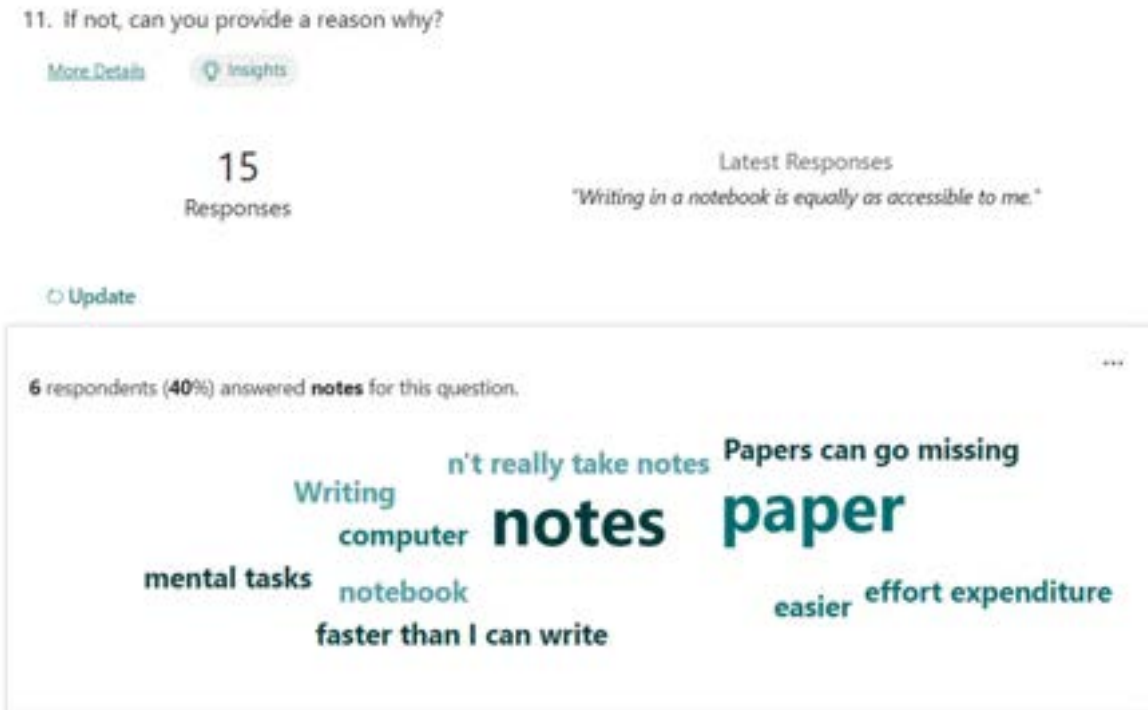 11. If not, can you provide a reason why?
More Details
Insights
15
Responses
Latest Responses
"Writing in a notebook is equally as accessible to me."
Update
...
6 respondents (40%) answered notes for this question.
n't really take notes
Papers can go missing
Writing
computer
notes
paper
mental tasks
notebook
easier
effort expenditure
faster than I can write